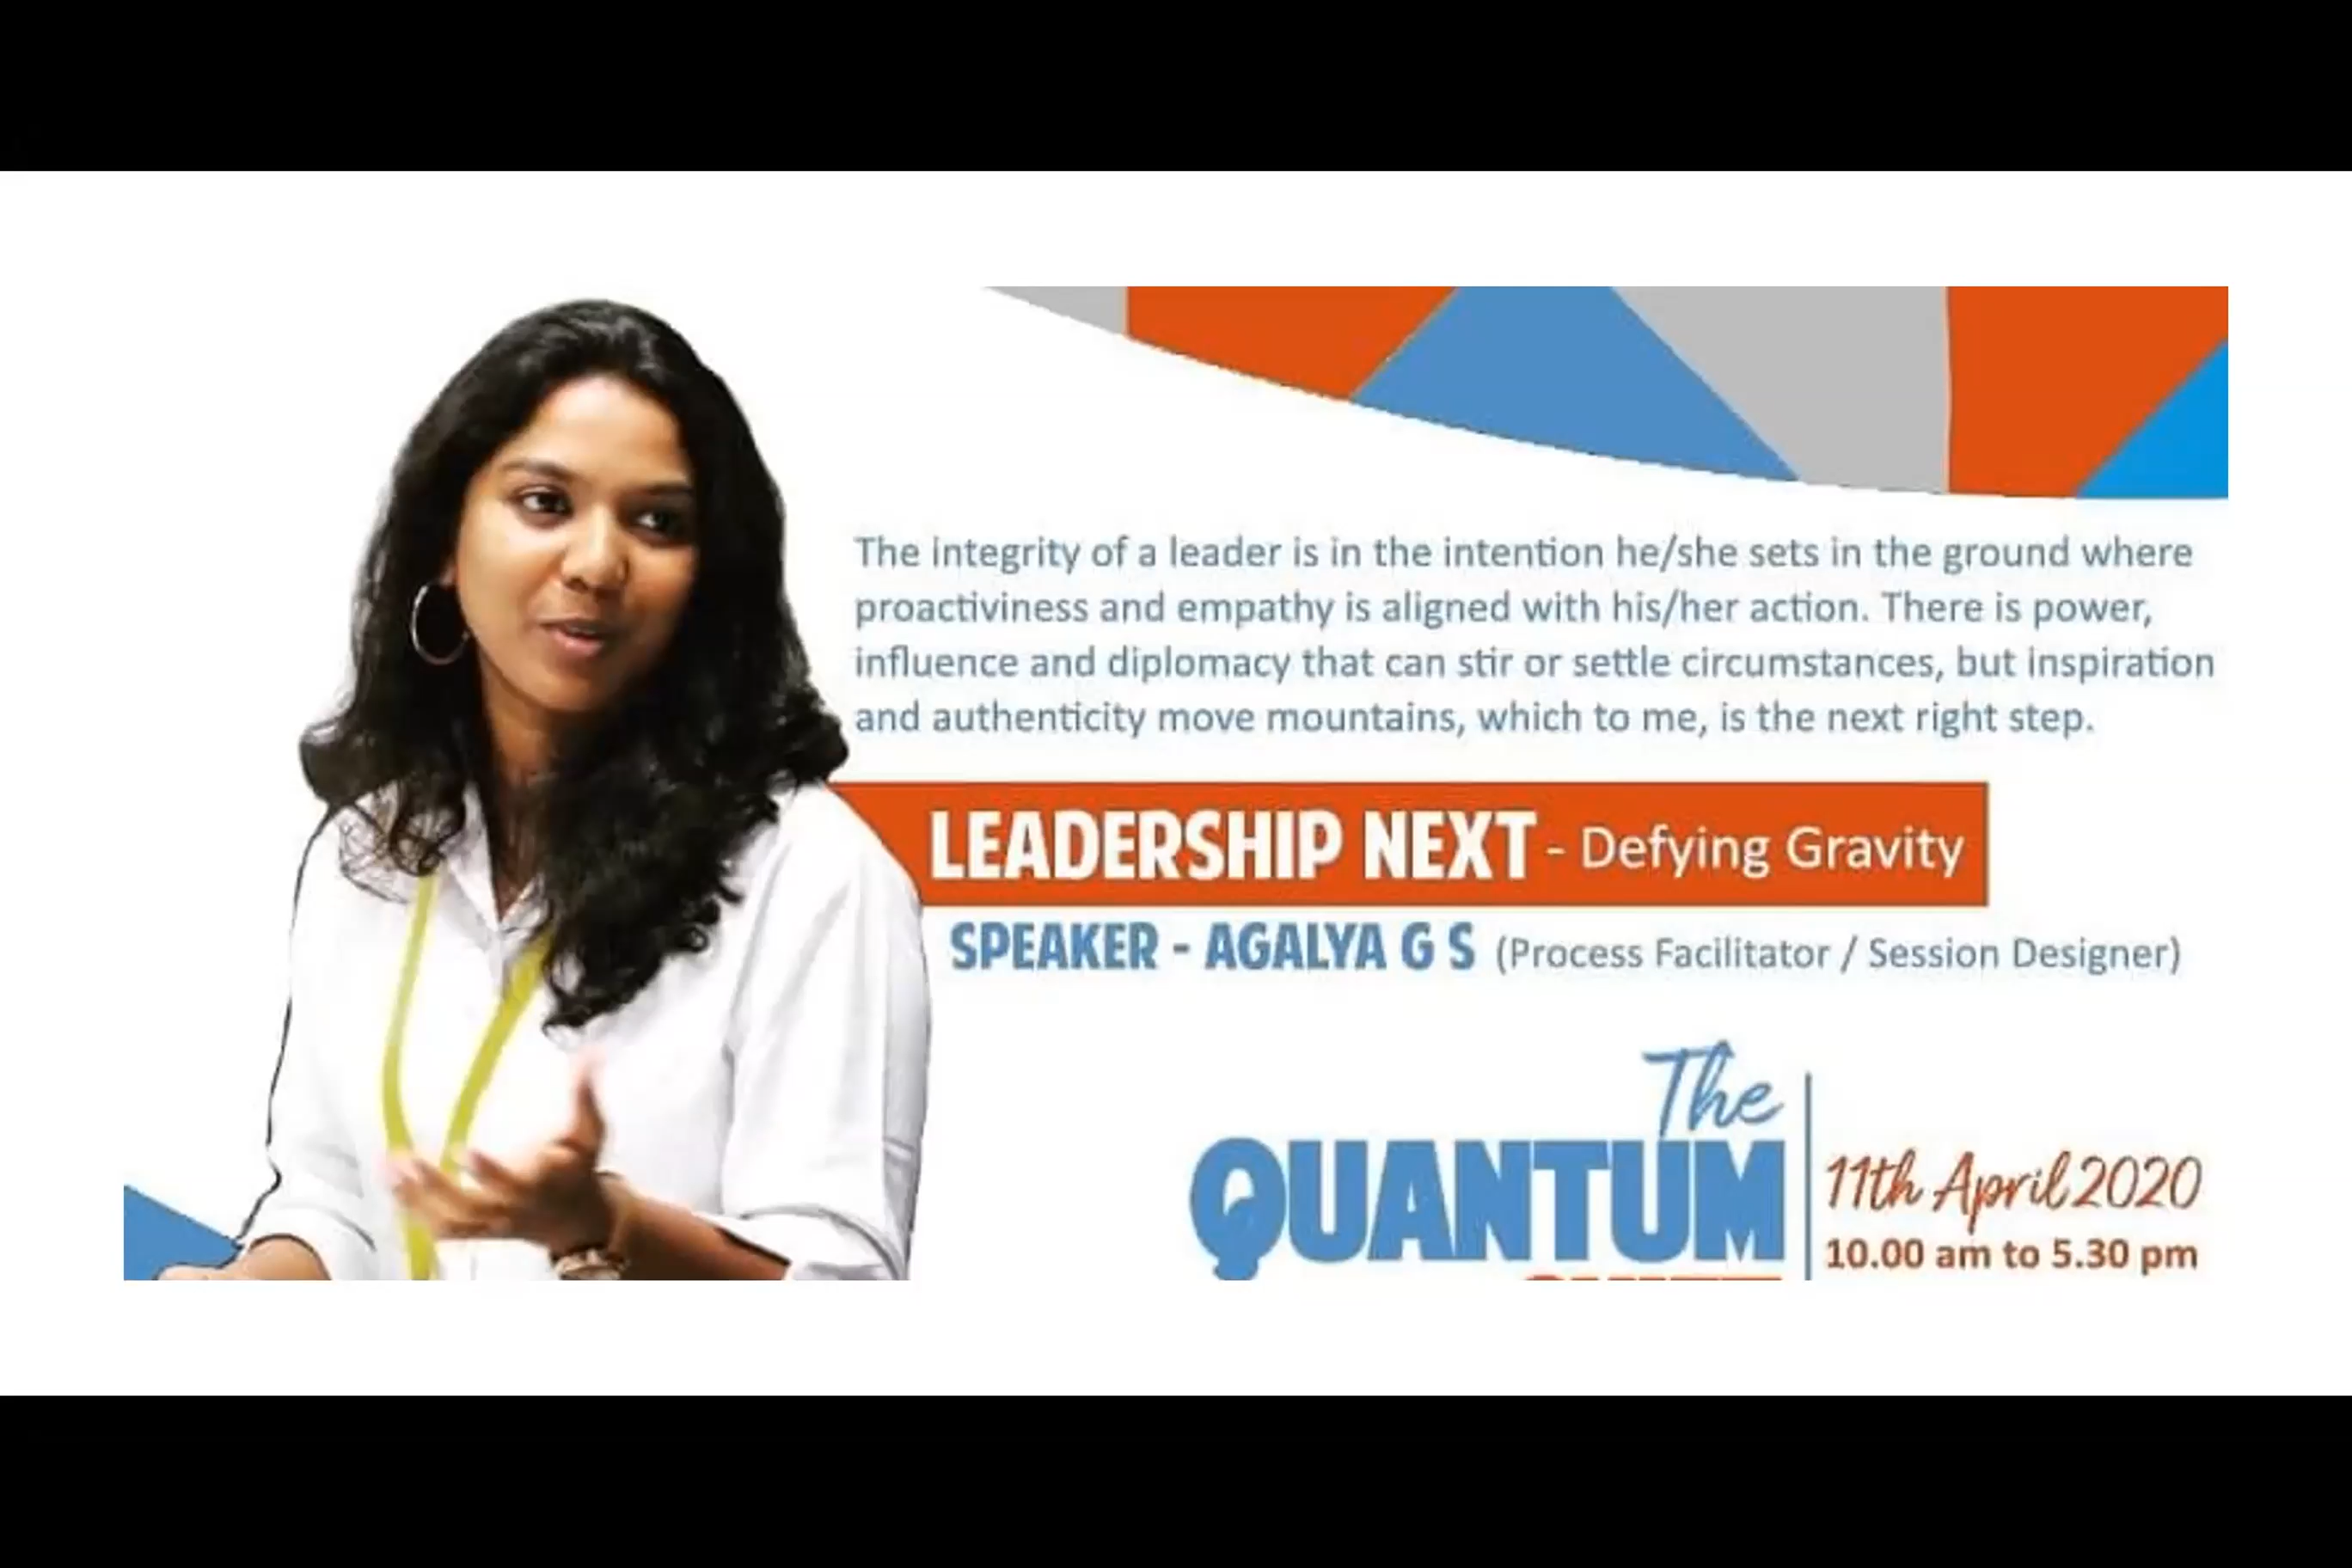 The integrity of a leader is in the intention he/she sets in the ground where
proactiviness and empathy is aligned with his/her action. There is power,
influence and diplomacy that can stir or settle circumstances, but inspiration
and authenticity move mountains, which to me, is the next right step.
LEADERSHIP NEXT - Defying Gravity
SPEAKER - AGALYA G S (Process Facilitator / Session Designer)
The
QUANTUM
11th April 2020
10.00 am to 5.30 pm